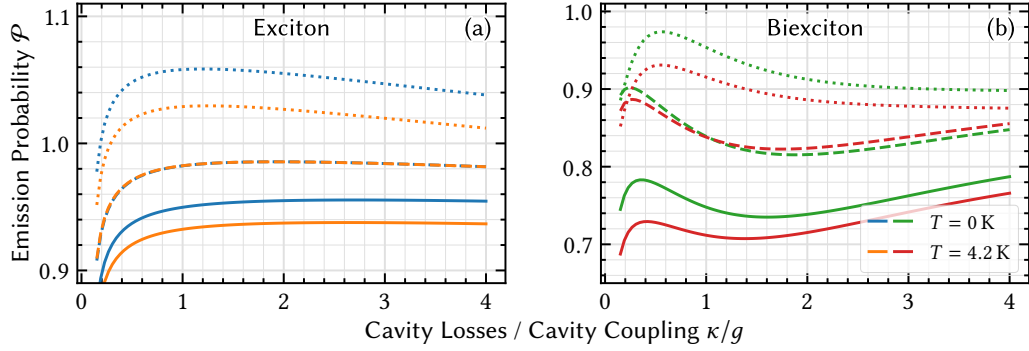 Exciton (a)
Biexciton (b)
Emission Probability 𝒫
1.1
1.0
0.9
0 1 2 3 4
1.0
0.9
0.8
0.7
0 1 2 3 4
T = 0 K
T = 4.2 K
Cavity Losses / Cavity Coupling κ/g